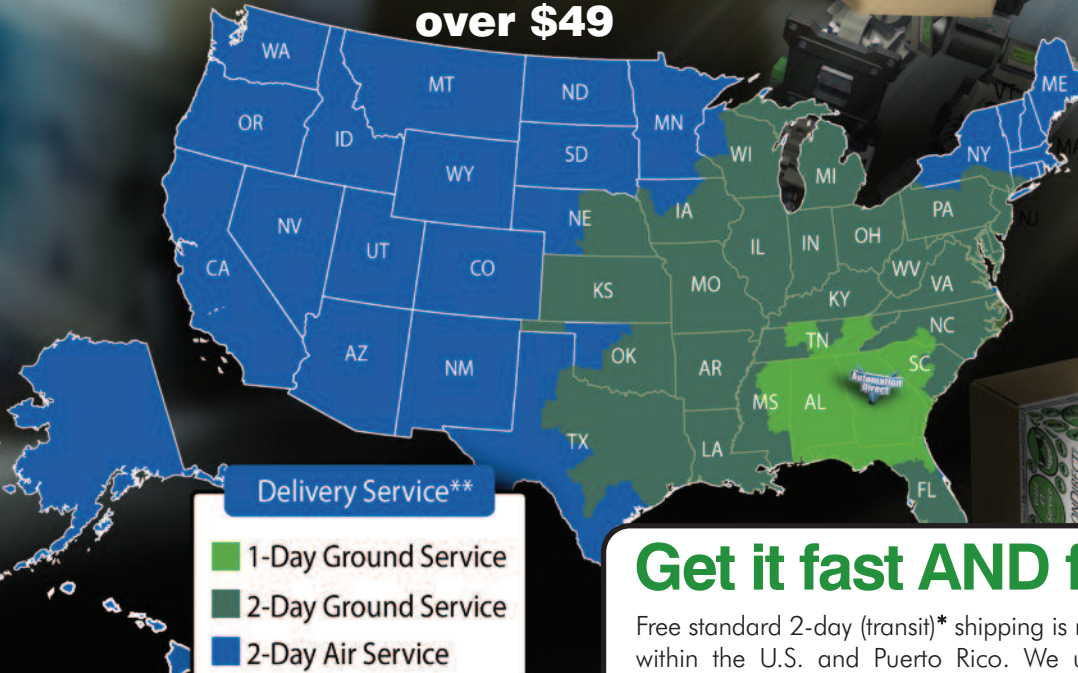 over $49
WA
MT
ND
MN
ME
VT
OR
ID
SD
WI
NY
MA
WY
MI
NE
IA
PA
NJ
NV
UT
CO
IL
IN
OH
CA
KS
MO
WV
VA
KY
AZ
NM
OK
AR
TN
NC
SC
Automation
Direct
MS
AL
TX
LA
FL
Delivery Service**
1-Day Ground Service
2-Day Ground Service
2-Day Air Service
Get it fast AND f
Free standard 2-day (transit)* shipping is
within the U.S. and Puerto Rico. We u